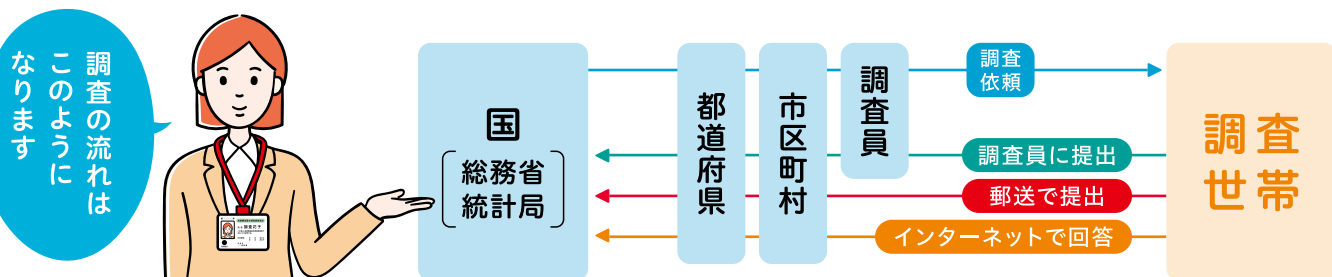 調査の流れは
このように
なります
国
総務省
統計局
都道府県
市区町村
調査員
調査
依頼
調査員に提出
郵送で提出
インターネットで回答
調査
世帯